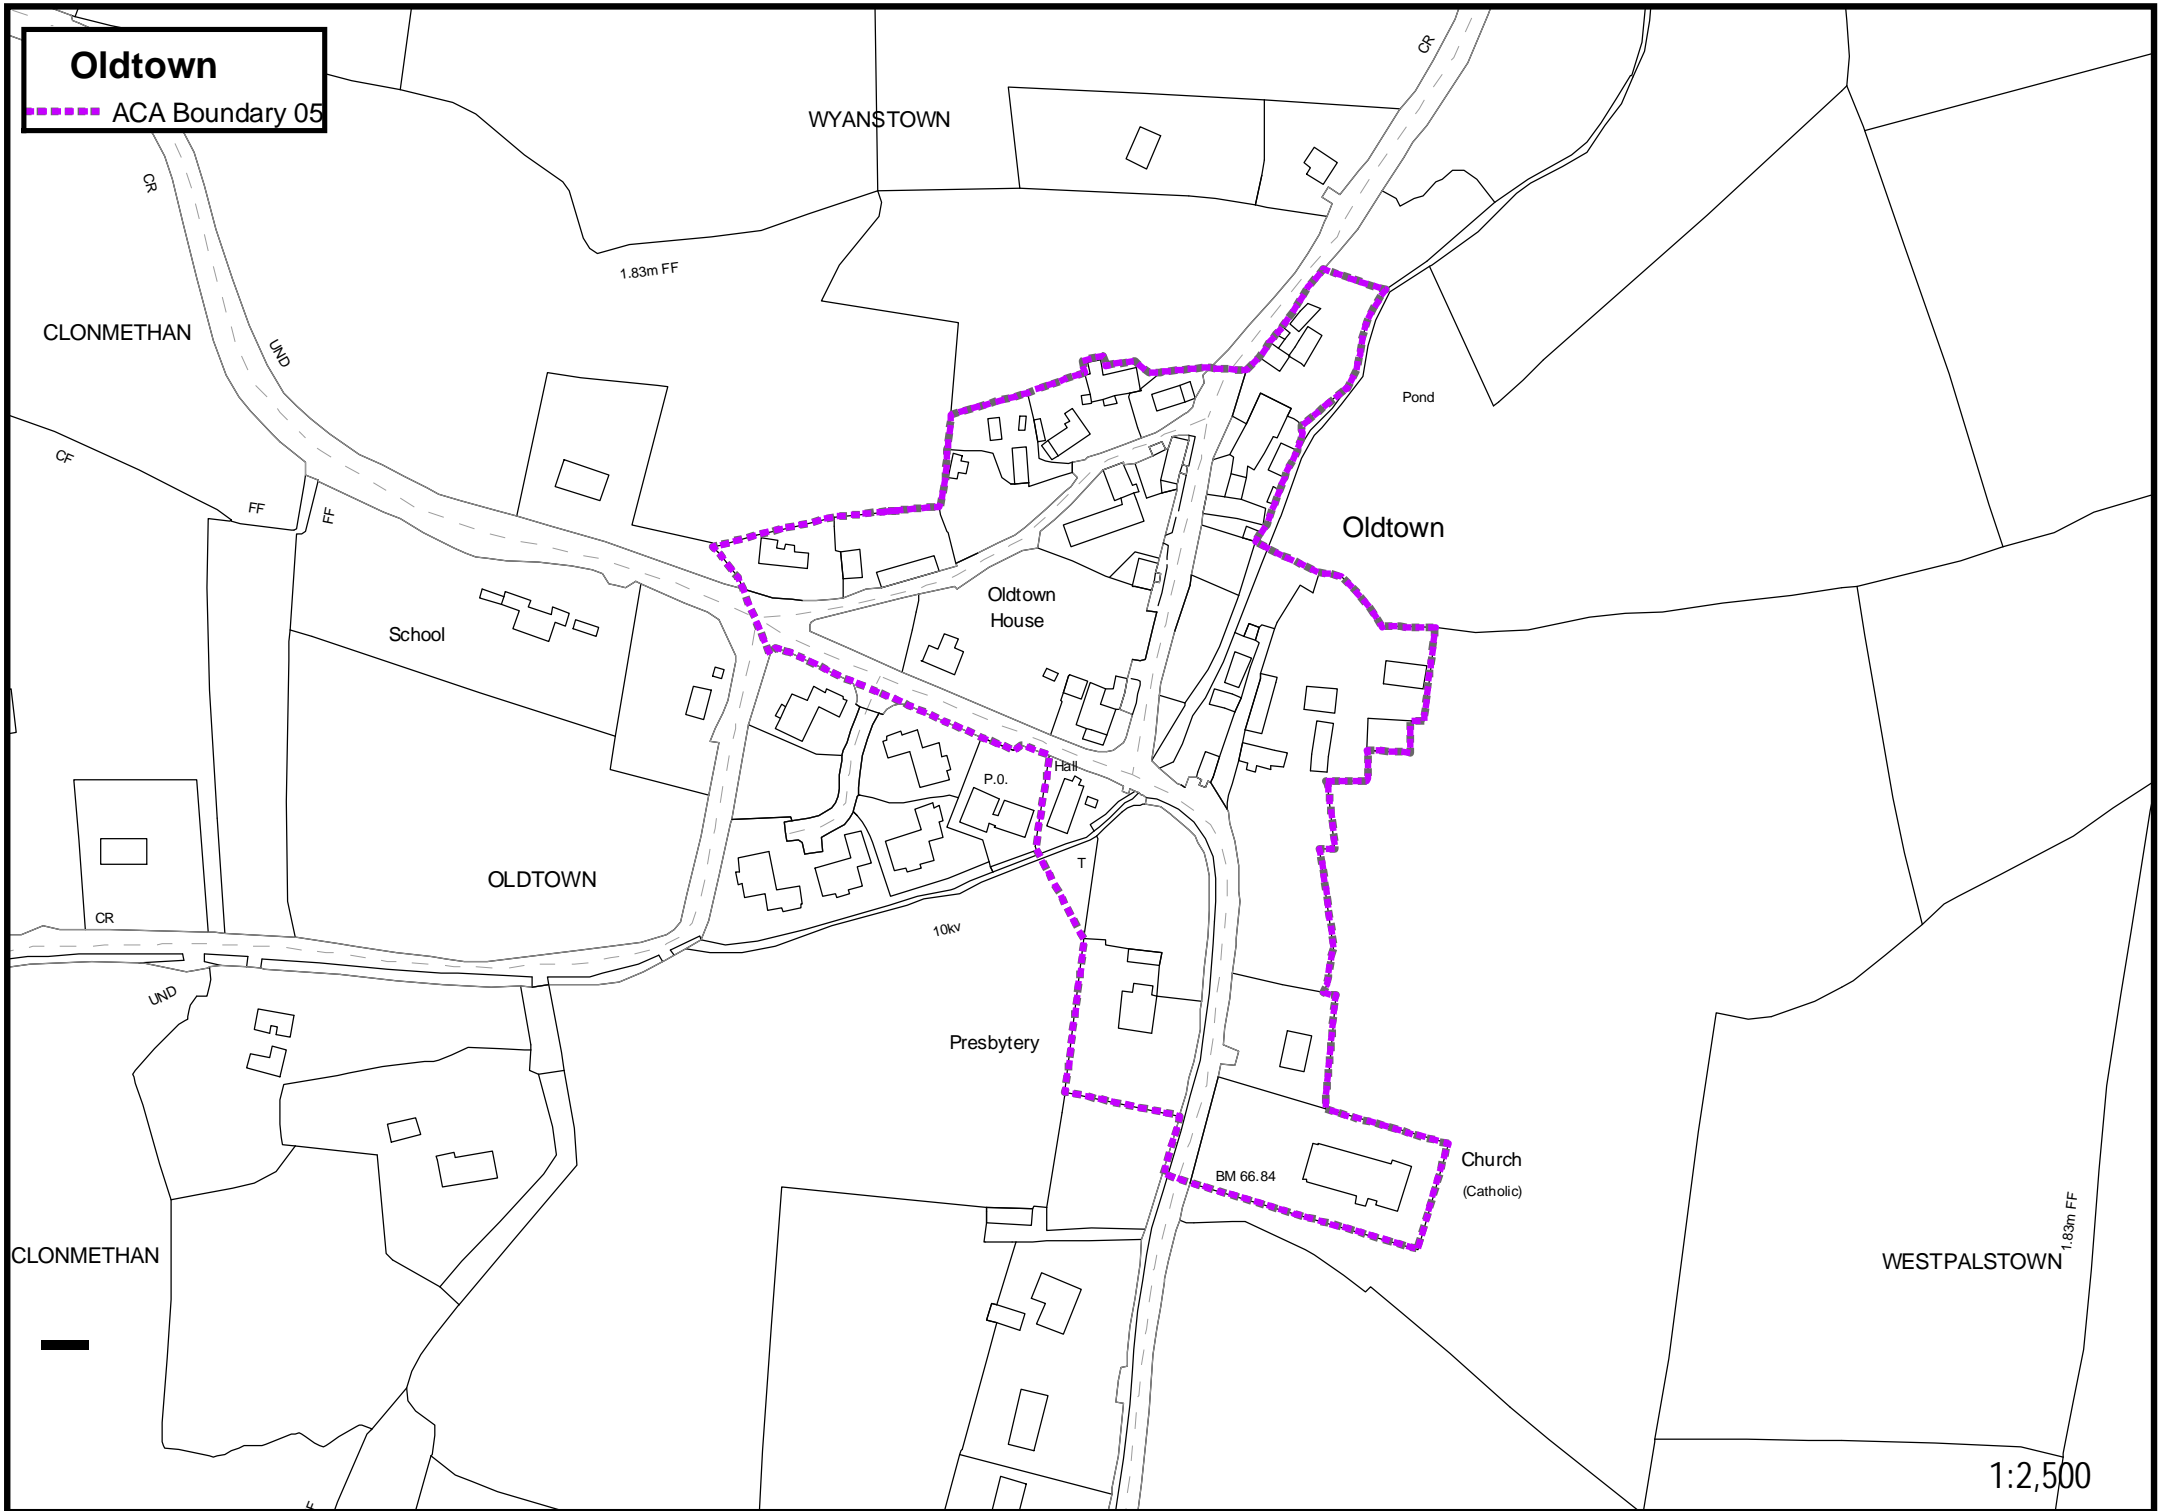 Oldtown
ACA Boundary 05
CR
WYANSTOWN
CR
1.83m FF
CLONMETHAN
UND
Pond
CF
FF
FF
Oldtown
Oldtown
House
School
Hall
P.0.
T
OLDTOWN
CR
10kv
UND
Presbytery
Church
BM 66.84
(Catholic)
1.83m FF
CLONMETHAN
WESTPALSTOWN
1:2,500